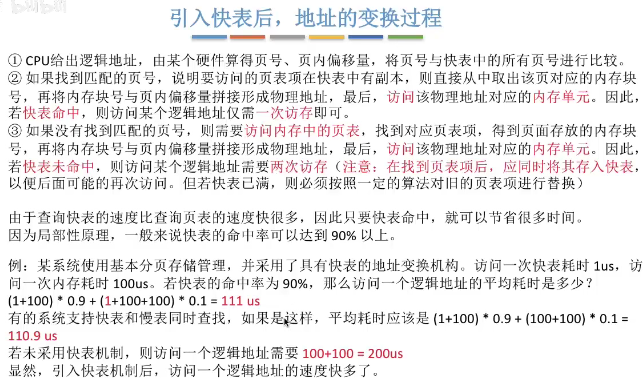 bilibili
引入快表后，地址的变换过程
① CPU给出逻辑地址，由某个硬件算得页号、页内偏移量，将页号与快表中的所有页号进行比较。
② 如果找到匹配的页号，说明要访问的页表项在快表中有副本，则直接从中取出该页对应的内存块
号，再将内存块号与页内偏移量拼接形成物理地址，最后，访问该物理地址对应的内存单元。因此，
若快表命中，则访问某个逻辑地址仅需一次访存即可。
③ 如果没有找到匹配的页号，则需要访问内存中的页表，找到对应页表项，得到页面存放的内存块
号，再将内存块号与页内偏移量拼接形成物理地址，最后，访问该物理地址对应的内存单元。因此，
若快表未命中，则访问某个逻辑地址需要两次访存（注意：在找到页表项后，应同时将其存入快表，
以便后面可能的再次访问。但若快表已满，则必须按照一定的算法对旧的页表项进行替换）
由于查询快表的速度比查询页表的速度快很多，因此只要快表命中，就可以节省很多时间。
因为局部性原理，一般来说快表的命中率可以达到 90% 以上。
例：某系统使用基本分页存储管理，并采用了具有快表的地址变换机构。访问一次快表耗时 1us，访
问一次内存耗时 100us。若快表的命中率为 90%，那么访问一个逻辑地址的平均耗时是多少？
(1+100) * 0.9 + (1+100+100) * 0.1 = 111 us
有的系统支持快表和慢表同时查找，如果是这样，平均耗时应该是 (1+100) * 0.9 + (100+100) * 0.1 =
110.9 us
若未采用快表机制，则访问一个逻辑地址需要 100+100 = 200us
显然，引入快表机制后，访问一个逻辑地址的速度快多了。